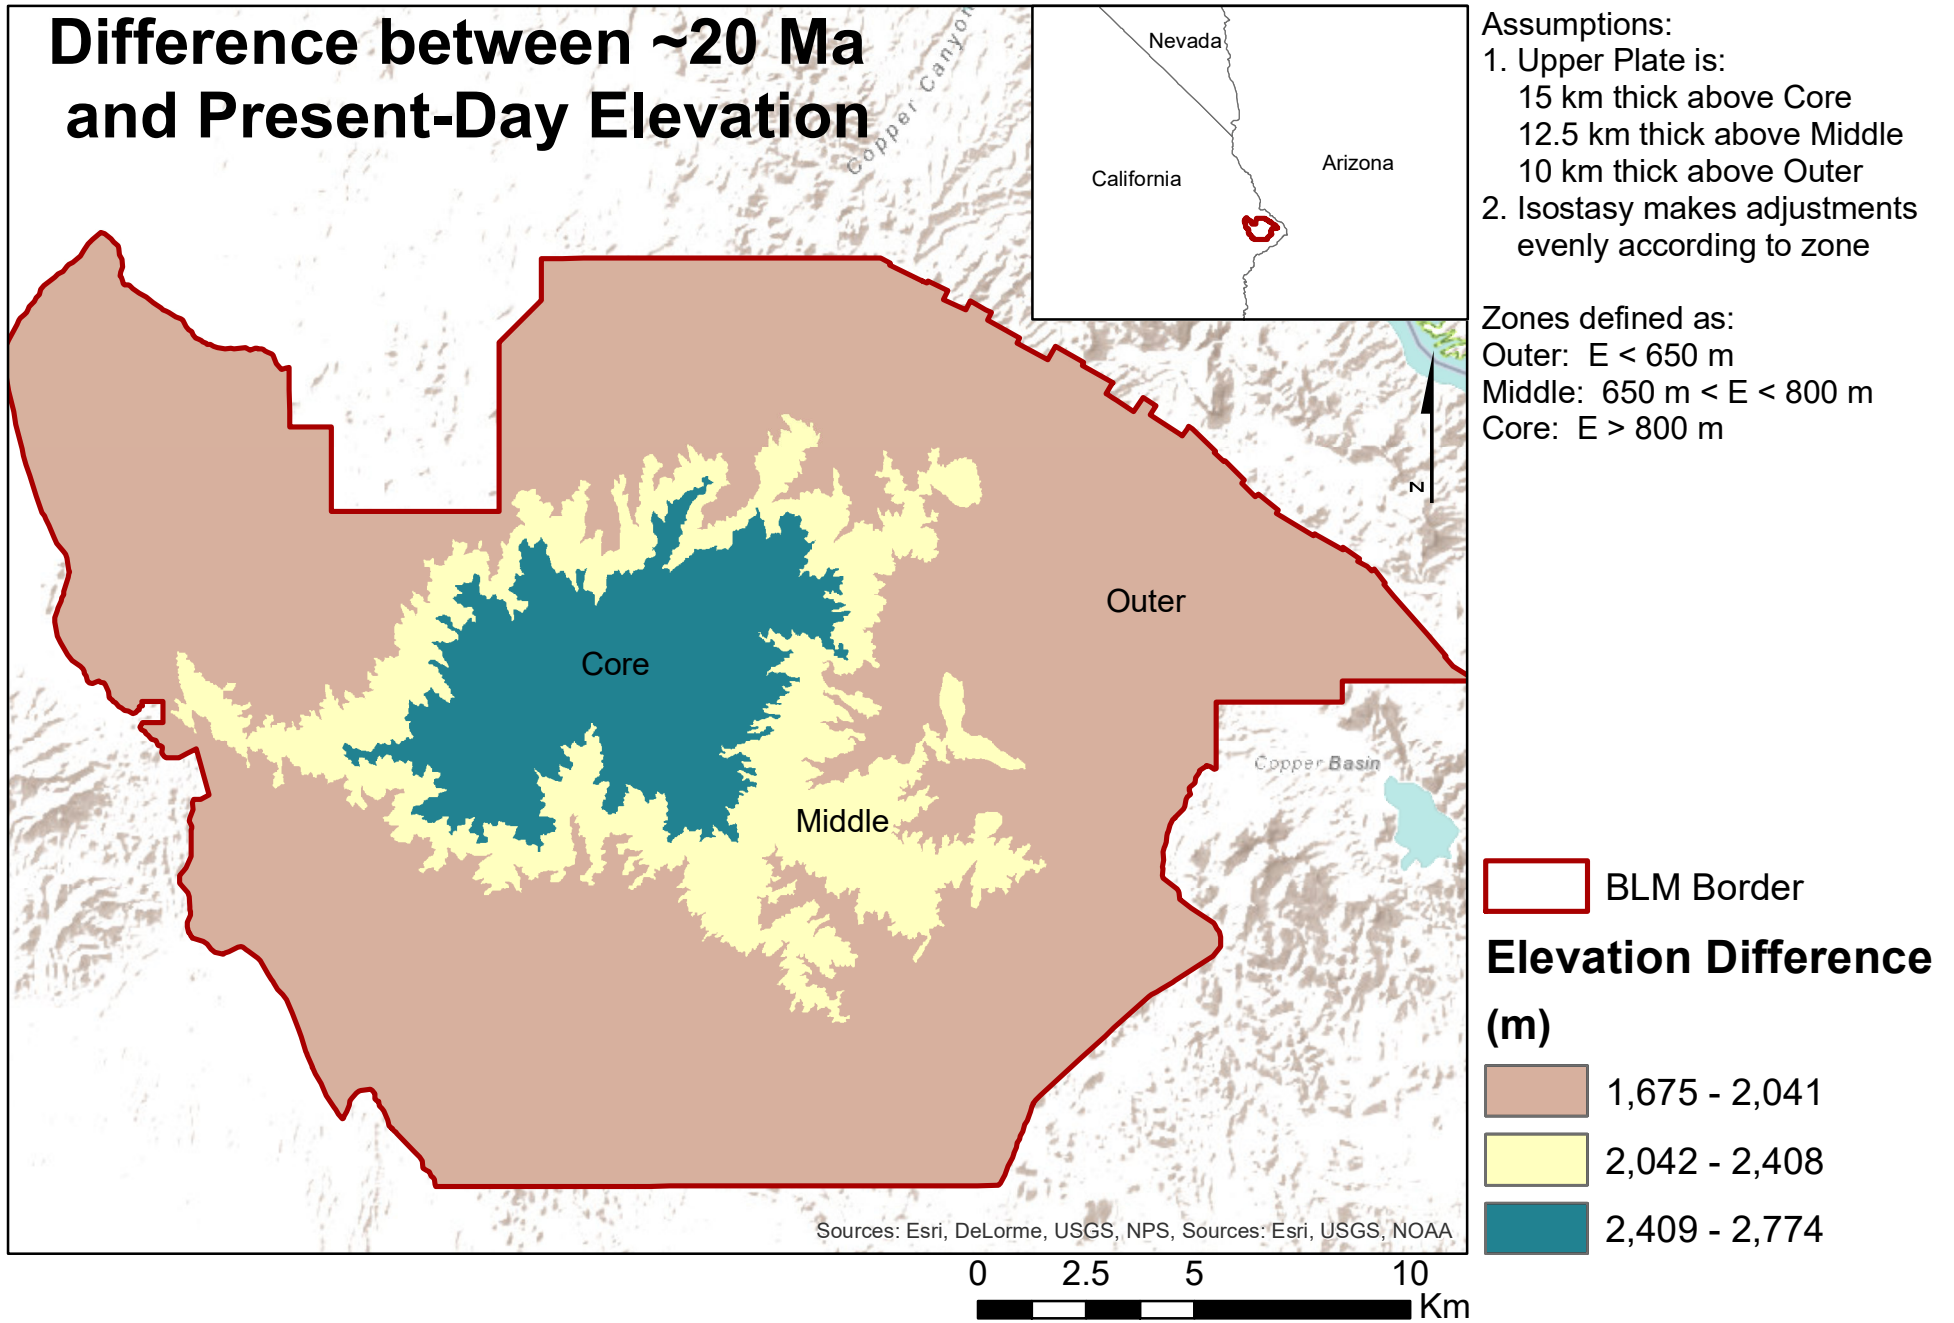 Difference between ~20 Ma
and Present-Day Elevation
Copper Canyon
Nevada
California
Arizona
Assumptions:
1. Upper Plate is:
15 km thick above Core
12.5 km thick above Middle
10 km thick above Outer
2. Isostasy makes adjustments
evenly according to zone
Zones defined as:
Outer: E < 650 m
Middle: 650 m < E < 800 m
Core: E > 800 m
N
Outer
Core
Middle
Copper Basin
BLM Border
Elevation Difference
(m)
1,675 - 2,041
2,042 - 2,408
2,409 - 2,774
Sources: Esri, DeLorme, USGS, NPS, Sources: Esri, USGS, NOAA
0 2.5 5 10
Km